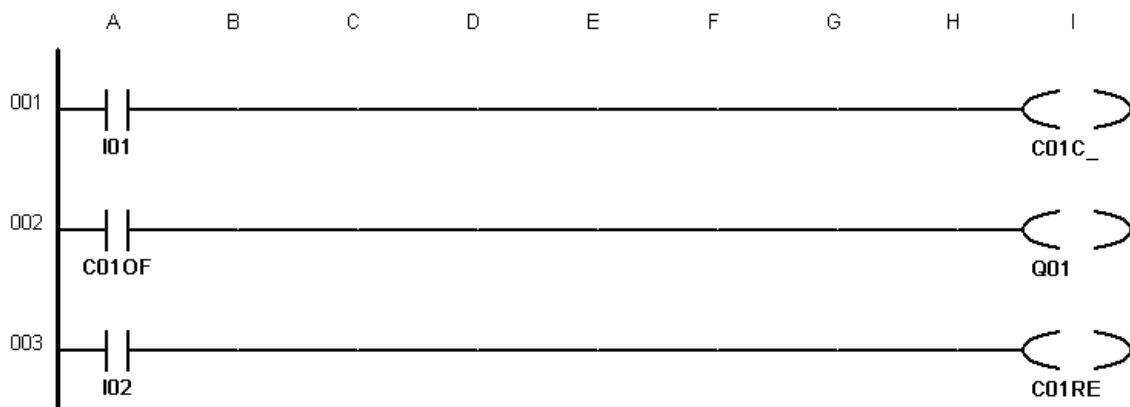 A B C D E F G H I
001
I01 C01C_
002
C01OF Q01
003
I02 C01RE